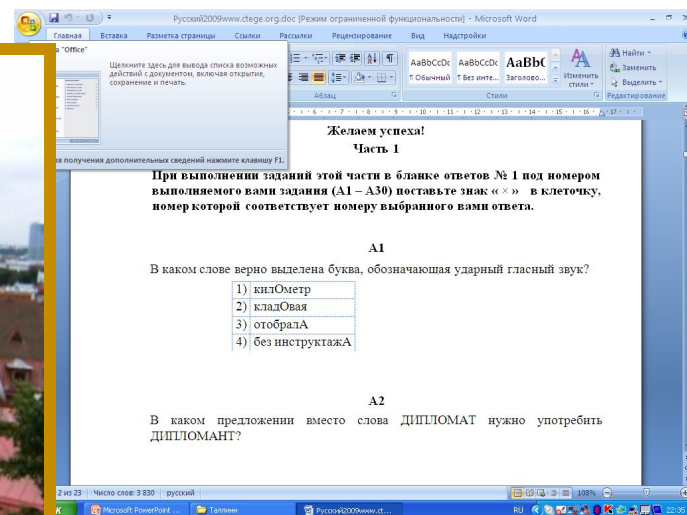 Русский2009www.ctege.org.doc [Режим ограниченной функциональности] - Microsoft Word
Главная Вставка Разметка страницы Ссылки Рассылки Рецензирование Вид Надстройки
"Office"
Щелкните здесь для вывода списка возможных
действий с документом, включая открытие,
сохранение и печать.
получения дополнительных сведений нажмите клавишу F1.
АаBbCcDc АаBbCcDc АаBbC
¶ Обычный ¶ Без инте... Заголово...
Изменить стили
Найти
Заменить
Выделить
Абзац Стили Редактирование
Желаем успеха!
Часть 1
При выполнении заданий этой части в бланке ответов № 1 под номером
выполняемого вами задания (А1 – А30) поставьте знак « × » в клеточку,
номер которой соответствует номеру выбранного вами ответа.
А1
В каком слове верно выделена буква, обозначающая ударный гласный звук?
1) килОметр
2) кладОвая
3) отобралА
4) без инструктажА
А2
В каком предложении вместо слова ДИПЛОМАТ нужно употребить
ДИПЛОМАНТ?
2 из 23 Число слов: 3 830 русский 108%
Microsoft PowerPoint ... Таллинн Русский2009www.ct... RU 22:35